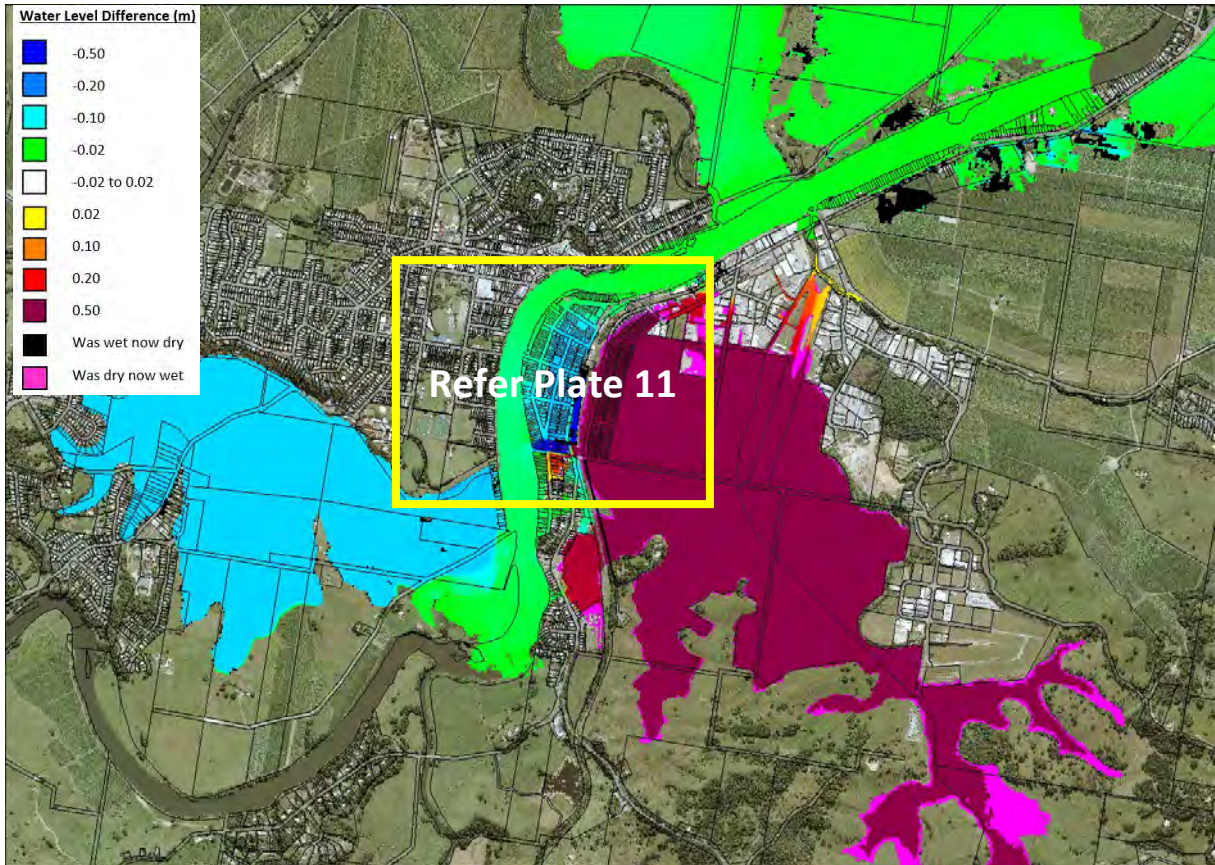 Water Level Difference (m)
-0.50
-0.20
-0.10
-0.02
-0.02 to 0.02
0.02
0.10
0.20
0.50
Was wet now dry
Was dry now wet
Refer Plate 11